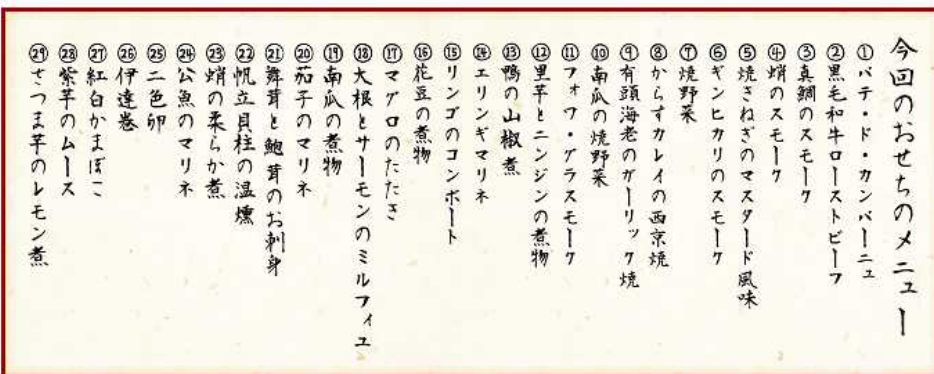 今回のおせちのメニュー
①パテ・ド・カンパーニュ
②黒毛和牛ローストビーフ
③真鯛のスモーク
④蛸のスモーク
⑤焼きねぎのマスタード風味
⑥ギンヒカリのスモーク
⑦焼野菜
⑧からすカレイの西京焼
⑨有頭海老のガーリック焼
⑩南瓜の焼野菜
⑪フォワ・グラスモーク
⑫里芋とニンジンの煮物
⑬鴨の山椒煮
⑭エリンギマリネ
⑮リンゴのコンポート
⑯花豆の煮物
⑰マグロのたたき
⑱大根とサーモンのミルフィユ
⑲南瓜の煮物
⑳茄子のマリネ
㉑舞茸と鮑茸のお刺身
㉒帆立貝柱の温燻
㉓蛸の柔らか煮
㉔公魚のマリネ
㉕二色卵
㉖伊達巻
㉗紅白かまぼこ
㉘紫芋のムース
㉙さつま芋のレモン煮